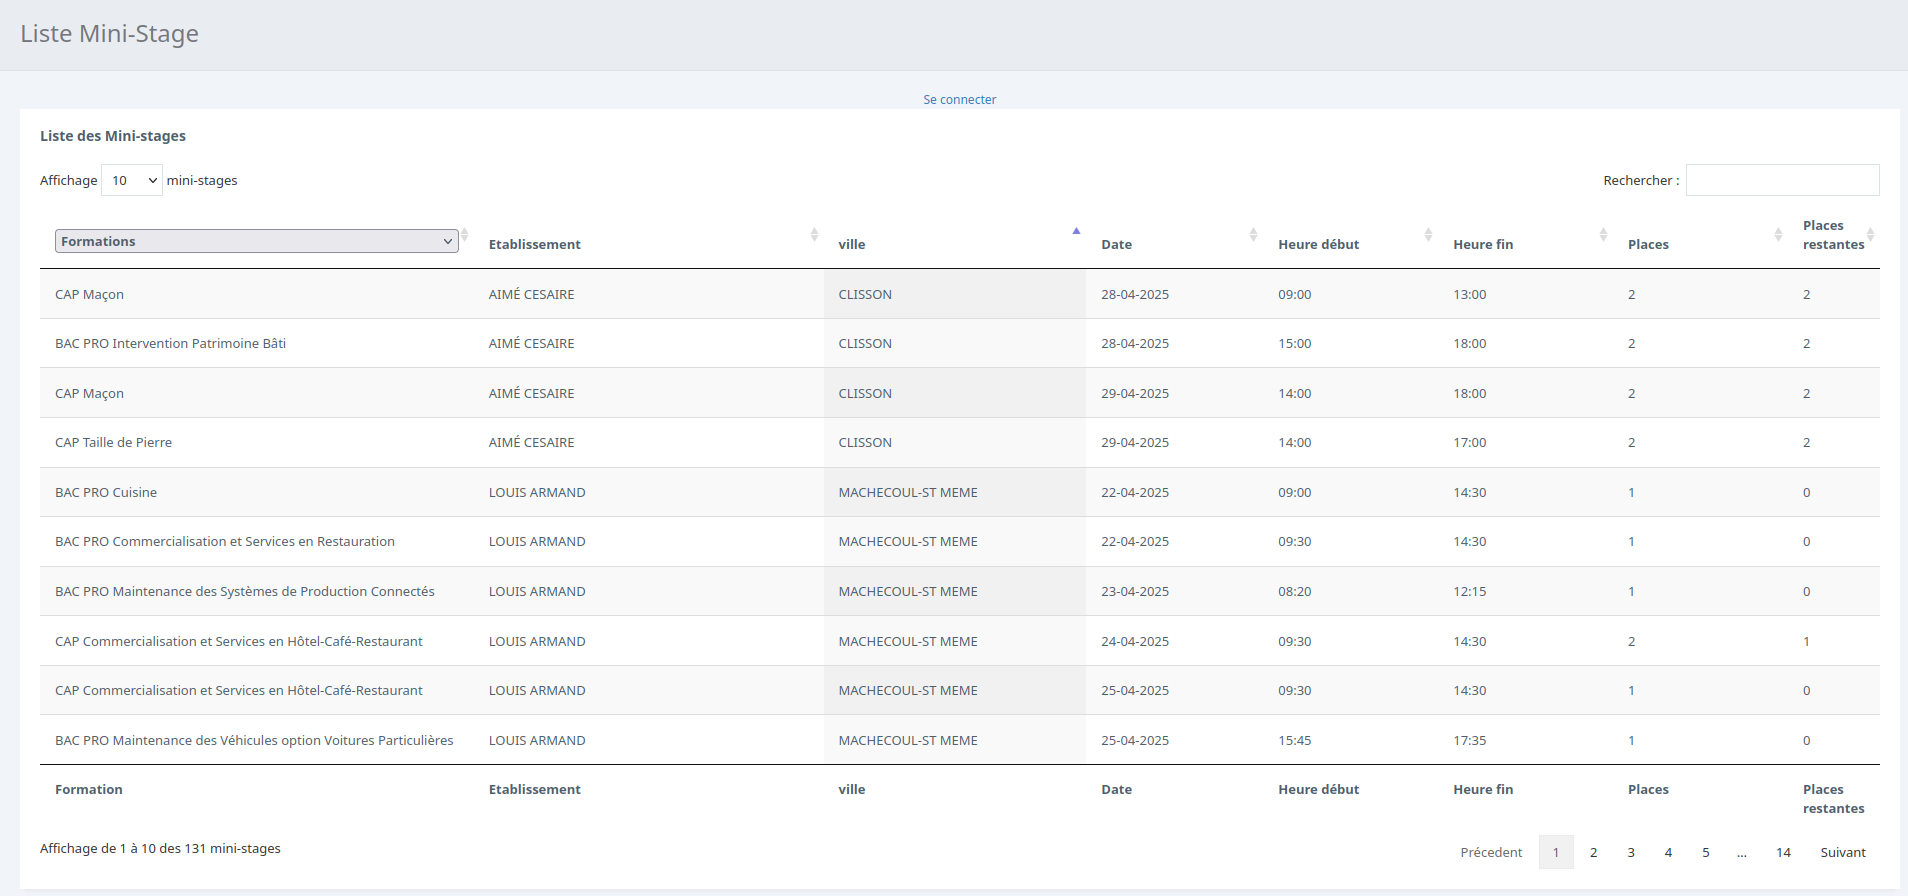 Liste Mini-Stage
Se connecter
Liste des Mini-stages
Affichage 10 mini-stages Rechercher :
Formations Etablissement ville Date Heure début Heure fin Places Places restantes
CAP Maçon AIMÉ CESAIRE CLISSON 28-04-2025 09:00 13:00 2 2
BAC PRO Intervention Patrimoine Bâti AIMÉ CESAIRE CLISSON 28-04-2025 15:00 18:00 2 2
CAP Maçon AIMÉ CESAIRE CLISSON 29-04-2025 14:00 18:00 2 2
CAP Taille de Pierre AIMÉ CESAIRE CLISSON 29-04-2025 14:00 17:00 2 2
BAC PRO Cuisine LOUIS ARMAND MACHECOUL-ST MEME 22-04-2025 09:00 14:30 1 0
BAC PRO Commercialisation et Services en Restauration LOUIS ARMAND MACHECOUL-ST MEME 22-04-2025 09:30 14:30 1 0
BAC PRO Maintenance des Systèmes de Production Connectés LOUIS ARMAND MACHECOUL-ST MEME 23-04-2025 08:20 12:15 1 0
CAP Commercialisation et Services en Hôtel-Café-Restaurant LOUIS ARMAND MACHECOUL-ST MEME 24-04-2025 09:30 14:30 2 1
CAP Commercialisation et Services en Hôtel-Café-Restaurant LOUIS ARMAND MACHECOUL-ST MEME 25-04-2025 09:30 14:30 1 0
BAC PRO Maintenance des Véhicules option Voitures Particulières LOUIS ARMAND MACHECOUL-ST MEME 25-04-2025 15:45 17:35 1 0
Formation Etablissement ville Date Heure début Heure fin Places Places restantes
Affichage de 1 à 10 des 131 mini-stages Précedent 1 2 3 4 5 ... 14 Suivant